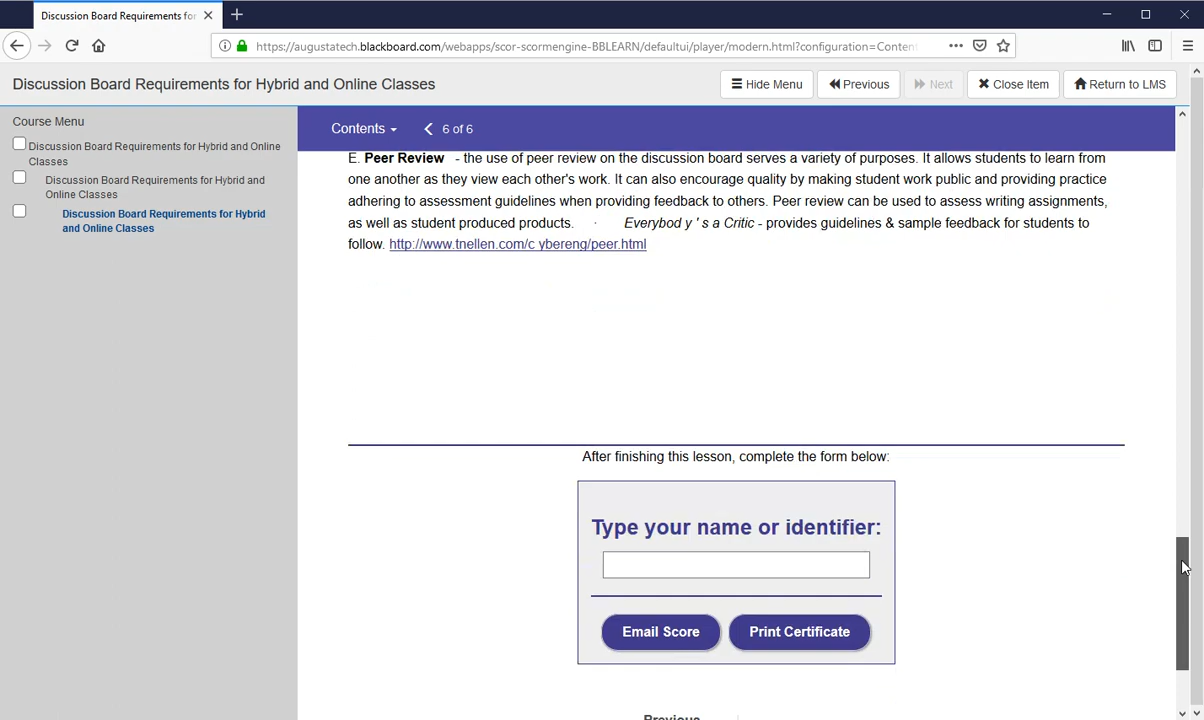 Discussion Board Requirements for
https://augustatech.blackboard.com/webapps/scor-scormengine-BBLEARN/defaultui/player/modern.html?configuration=Conten
Discussion Board Requirements for Hybrid and Online Classes
Hide Menu
Previous
Next
Close Item
Return to LMS
Course Menu
Discussion Board Requirements for Hybrid and Online
Classes
Discussion Board Requirements for Hybrid and
Online Classes
Discussion Board Requirements for Hybrid
and Online Classes
Contents
6 of 6
E. Peer Review - the use of peer review on the discussion board serves a variety of purposes. It allows students to learn from
one another as they view each other's work. It can also encourage quality by making student work public and providing practice
adhering to assessment guidelines when providing feedback to others. Peer review can be used to assess writing assignments,
as well as student produced products. · Everybod y ' s a Critic - provides guidelines & sample feedback for students to
follow. http://www.tnellen.com/c ybereng/peer.html
After finishing this lesson, complete the form below:
Type your name or identifier:
Email Score
Print Certificate
Previous